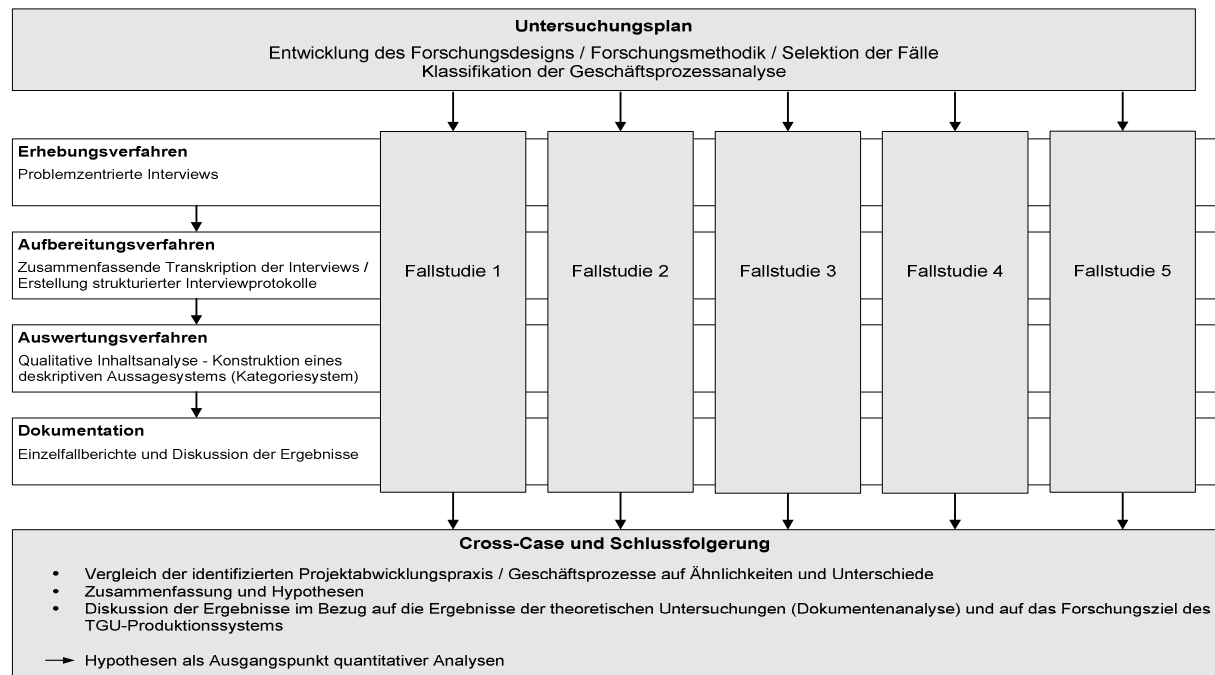 Untersuchungsplan
Entwicklung des Forschungsdesigns / Forschungsmethodik / Selektion der Fälle
Klassifikation der Geschäftsprozessanalyse
Erhebungsverfahren
Problemzentrierte Interviews
Aufbereitungsverfahren
Zusammenfassende Transkription der Interviews /
Erstellung strukturierter Interviewprotokolle
Auswertungsverfahren
Qualitative Inhaltsanalyse - Konstruktion eines
deskriptiven Aussagesystems (Kategoriesystem)
Dokumentation
Einzelfallberichte und Diskussion der Ergebnisse
Fallstudie 1
Fallstudie 2
Fallstudie 3
Fallstudie 4
Fallstudie 5
Cross-Case und Schlussfolgerung
• Vergleich der identifizierten Projektabwicklungspraxis / Geschäftsprozesse auf Ähnlichkeiten und Unterschiede
• Zusammenfassung und Hypothesen
• Diskussion der Ergebnisse im Bezug auf die Ergebnisse der theoretischen Untersuchungen (Dokumentenanalyse) und auf das Forschungsziel des
TGU-Produktionssystems
Hypothesen als Ausgangspunkt quantitativer Analysen